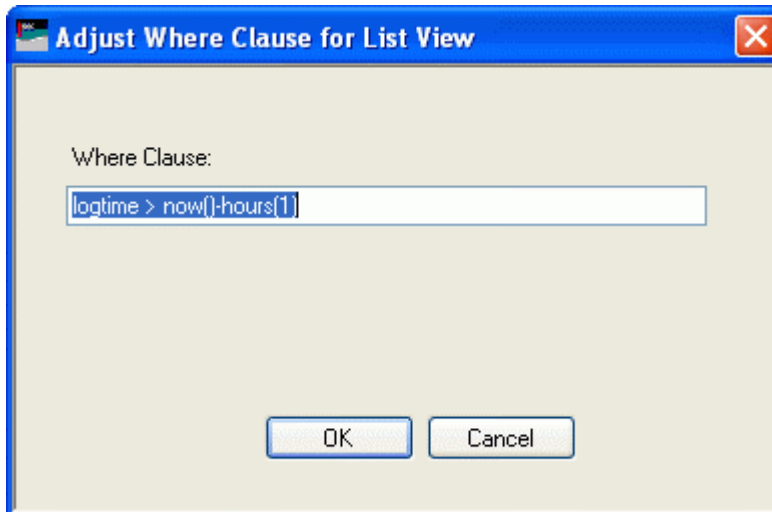 Adjust Where Clause for List View
Where Clause:
logtime > now()-hours(1)
OK
Cancel